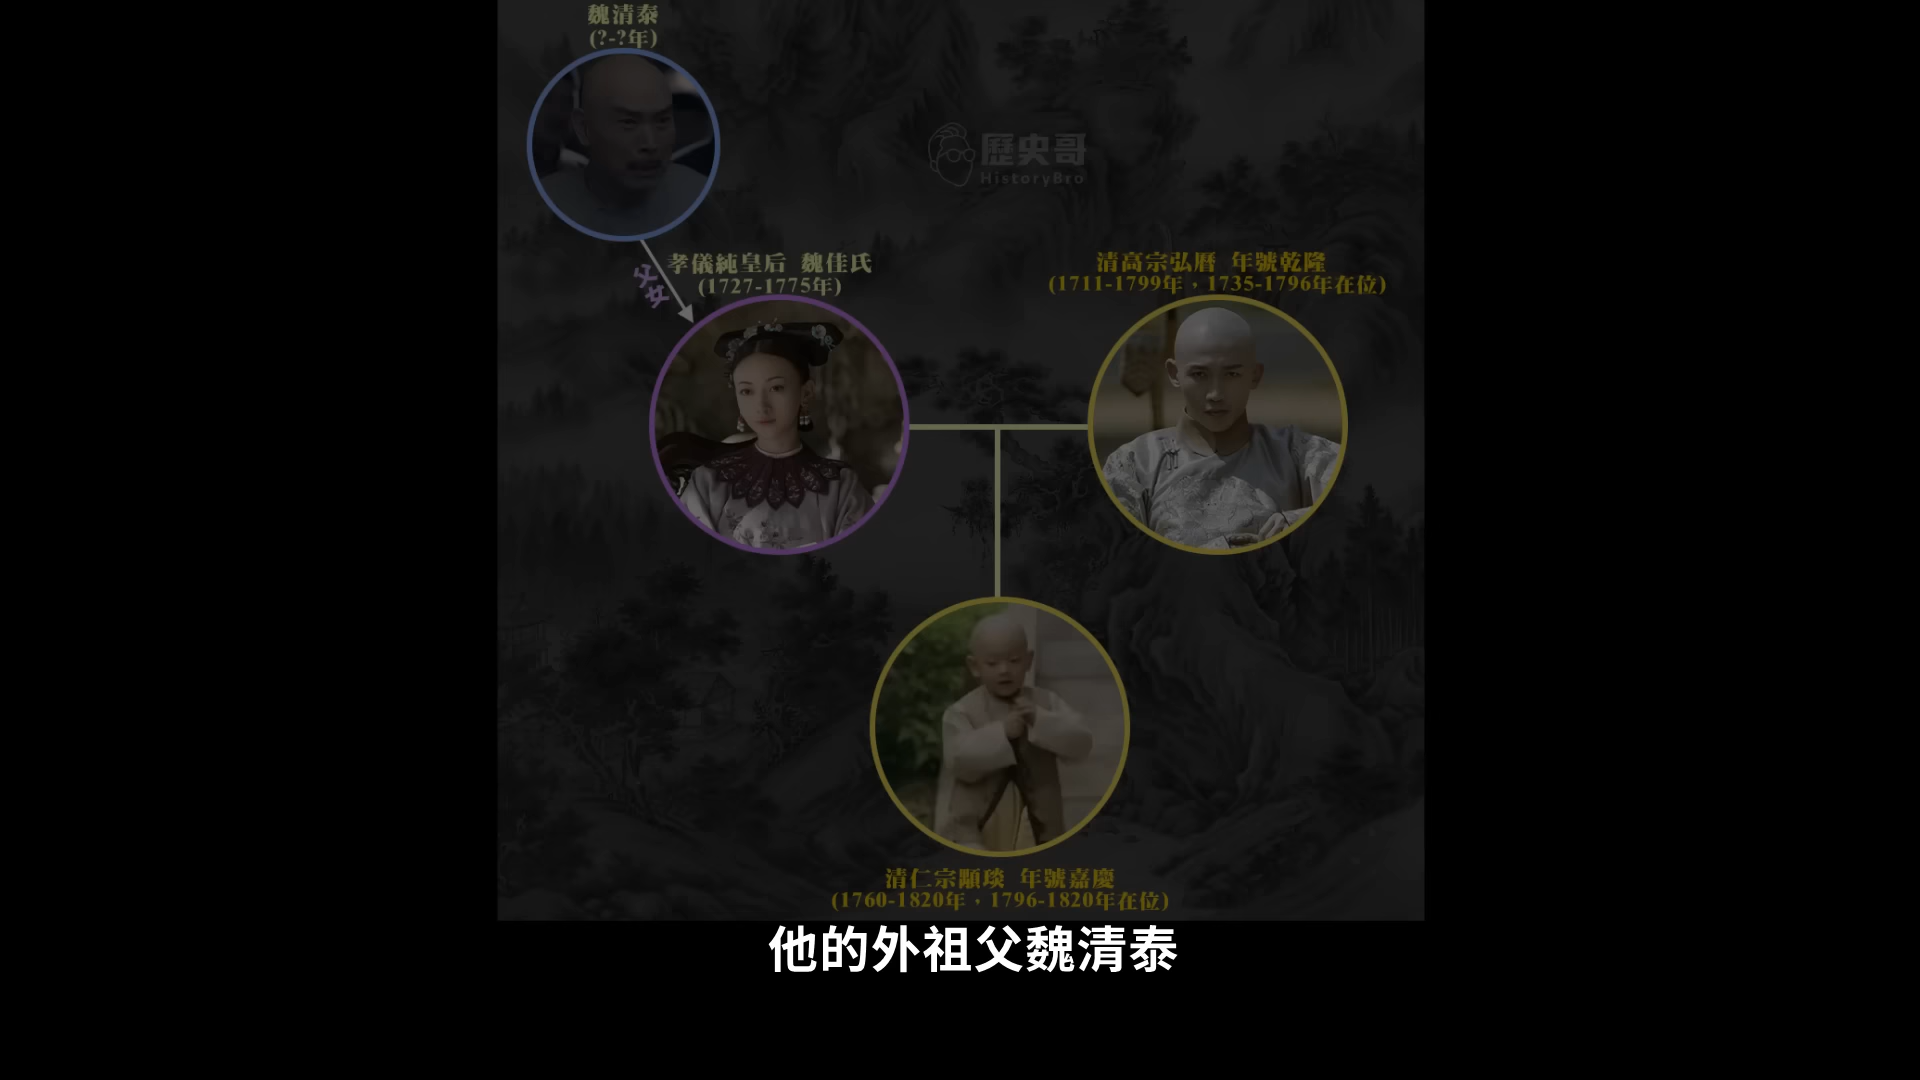 魏清泰
(?-?年)
歷史哥
HistoryBro
父女
孝儀純皇后 魏佳氏
(1727-1775年)
清高宗弘曆 年號乾隆
(1711-1799年，1735-1796年在位)
清仁宗顒琰 年號嘉慶
(1760-1820年，1796-1820年在位)
他的外祖父魏清泰